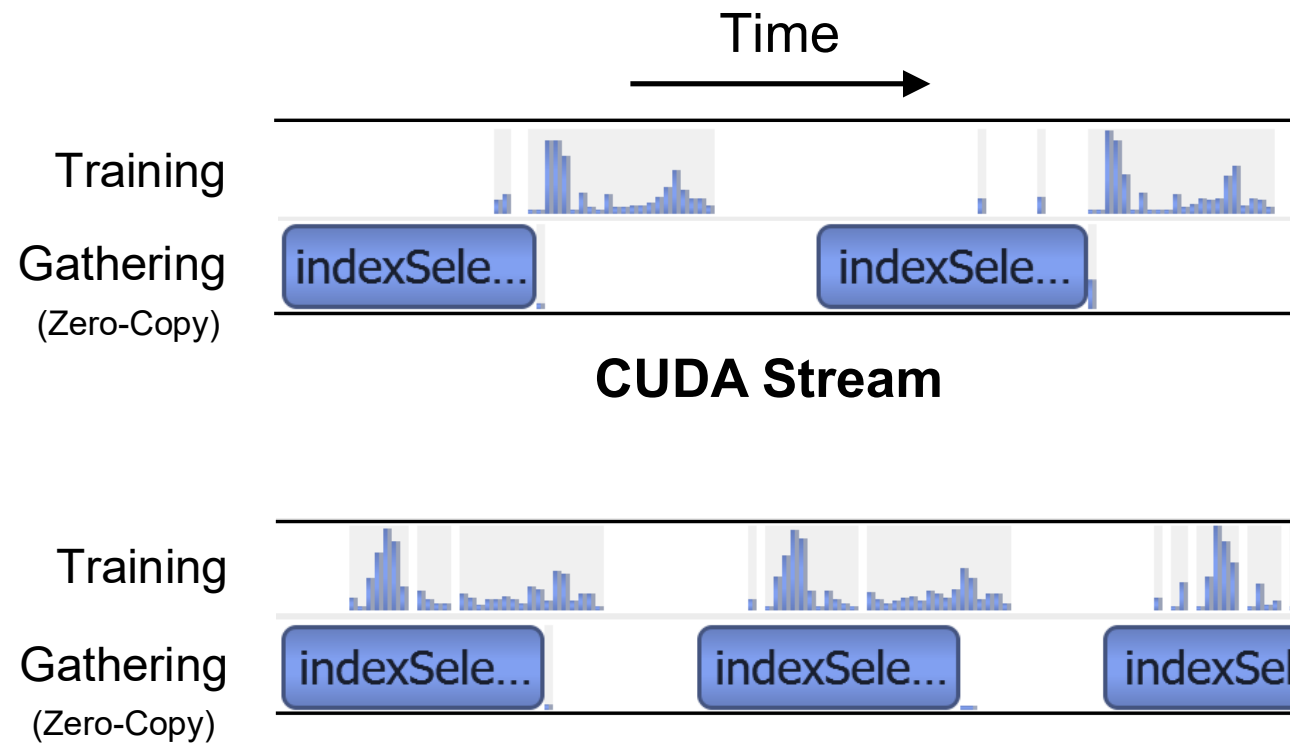 Time
Training
Gathering
indexSele...
indexSele...
(Zero-Copy)
CUDA Stream
Training
Gathering
indexSele...
indexSele...
indexSel
(Zero-Copy)